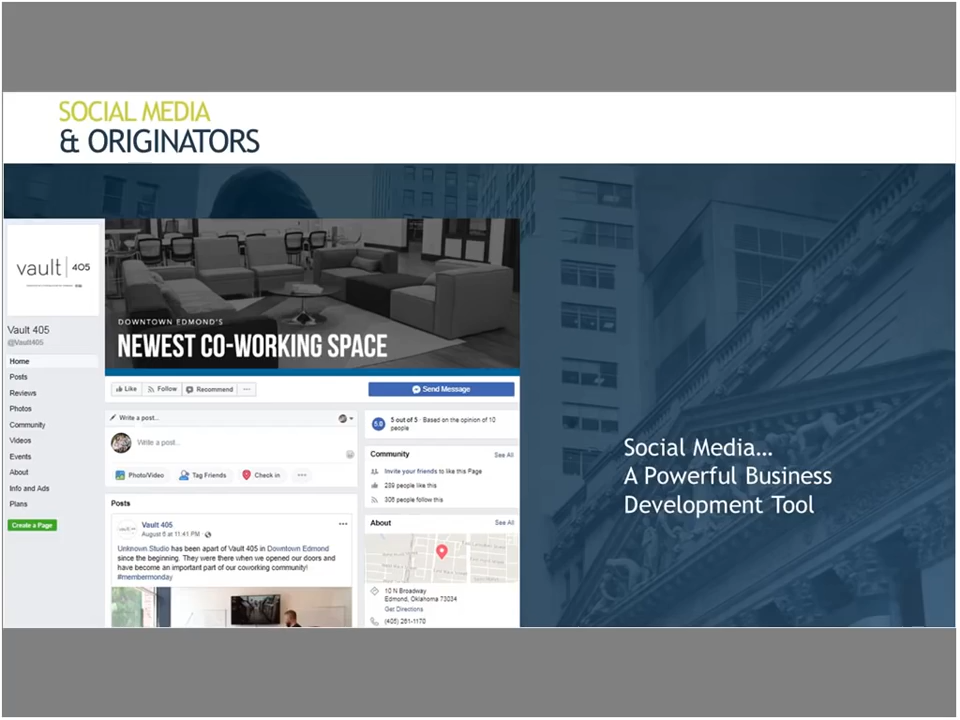 SOCIAL MEDIA
& ORIGINATORS
vault | 405
Vault 405
@Vault405
Home
Posts
Reviews
Photos
Community
Videos
Events
About
Info and Ads
Plans
Create a Page
DOWNTOWN EDMOND'S
NEWEST CO-WORKING SPACE
Like
Follow
Recommend
Send Message
Write a post...
Write a post...
Photo/Video
Tag Friends
Check in
Posts
Vault 405
August 6 at 11:41 PM
Unknown Studio has been apart of Vault 405 in Downtown Edmond
since the beginning. They were there when we opened our doors and
have become an important part of our coworking community!
#membermonday
5.0
5 out of 5 · Based on the opinion of 10
people
Community
See All
Invite your friends to like this Page
289 people like this
306 people follow this
About
See All
10 N Broadway
Edmond, Oklahoma 73034
Get Directions
(405) 261-1170
Social Media...
A Powerful Business
Development Tool